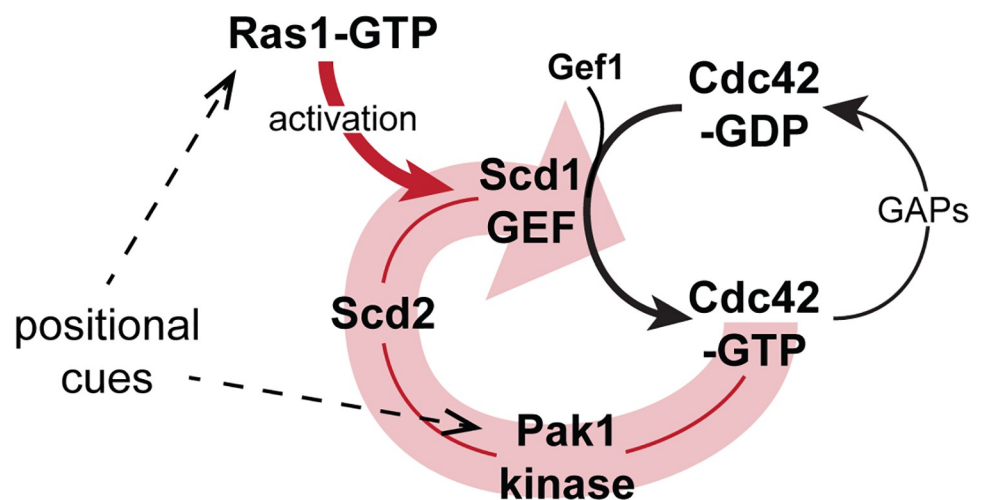 Ras1-GTP
activation
Gef1
Cdc42
-GDP
Scd1
GEF
GAPs
Scd2
Cdc42
-GTP
positional
cues
Pak1
kinase